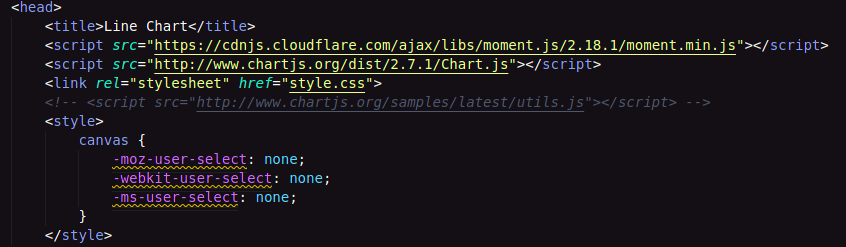 <head>
<title>Line Chart</title>
<script src="https://cdnjs.cloudflare.com/ajax/libs/moment.js/2.18.1/moment.min.js"></script>
<script src="http://www.chartjs.org/dist/2.7.1/Chart.js"></script>
<link rel="stylesheet" href="style.css">
<!-- <script src="http://www.chartjs.org/samples/latest/utils.js"></script> -->
<style>
canvas {
-moz-user-select: none;
-webkit-user-select: none;
-ms-user-select: none;
}
</style>